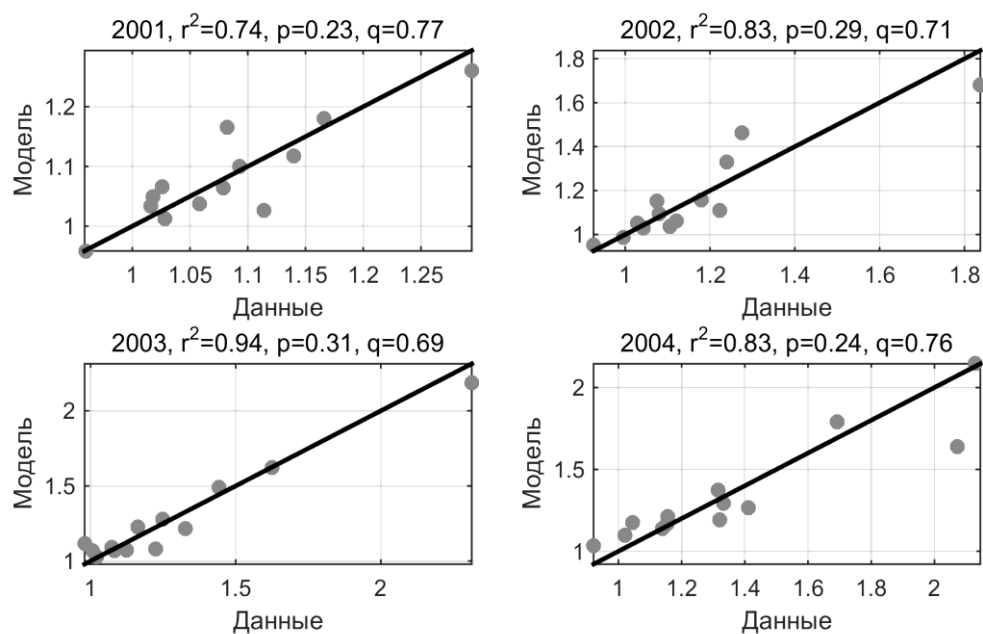 2001, r²=0.74, p=0.23, q=0.77
1.2
1.1
1
Модель
1 1.05 1.1 1.15 1.2 1.25
Данные
2002, r²=0.83, p=0.29, q=0.71
1.8
1.6
1.4
1.2
1
Модель
1 1.2 1.4 1.6 1.8
Данные
2003, r²=0.94, p=0.31, q=0.69
2
1.5
1
Модель
1 1.5 2
Данные
2004, r²=0.83, p=0.24, q=0.76
2
1.5
1
Модель
1 1.2 1.4 1.6 1.8 2
Данные